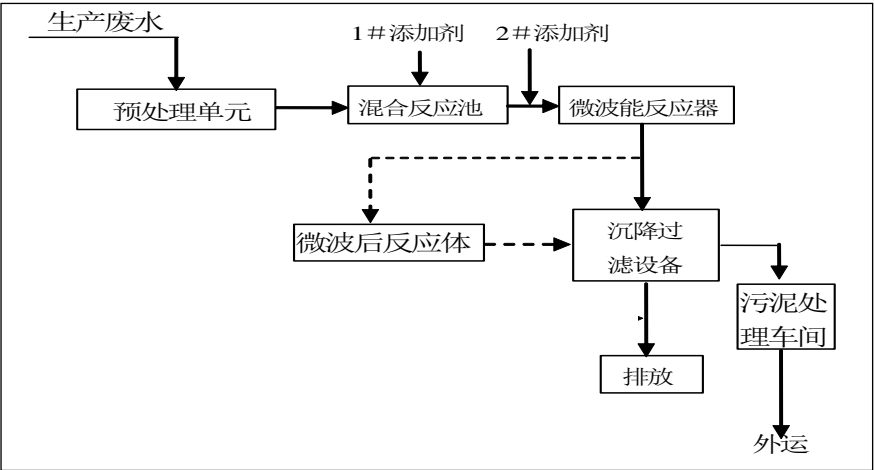 生产废水
1＃添加剂
2＃添加剂
预处理单元
混合反应池
微波能反应器
微波后反应体
沉降过
滤设备
污泥处
理车间
排放
外运